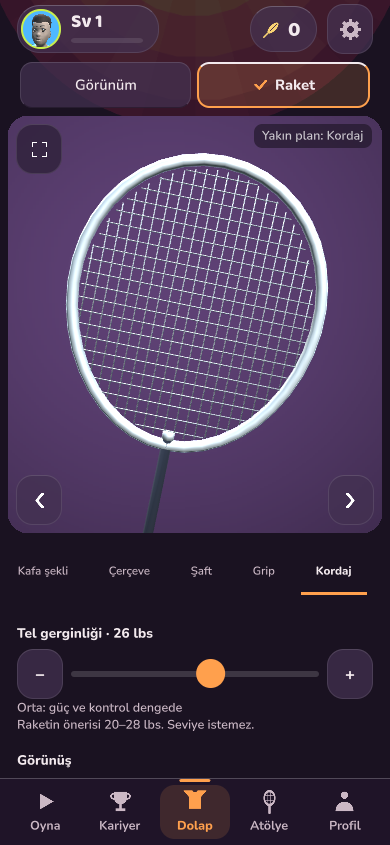 Sv 1
0
Görünüm
Raket
Yakın plan: Kordaj
Kafa şekli
Çerçeve
Şaft
Grip
Kordaj
Tel gerginliği · 26 lbs
Orta: güç ve kontrol dengede
Raketin önerisi 20–28 lbs. Seviye istemez.
Görünüş
Oyna
Kariyer
Dolap
Atölye
Profil